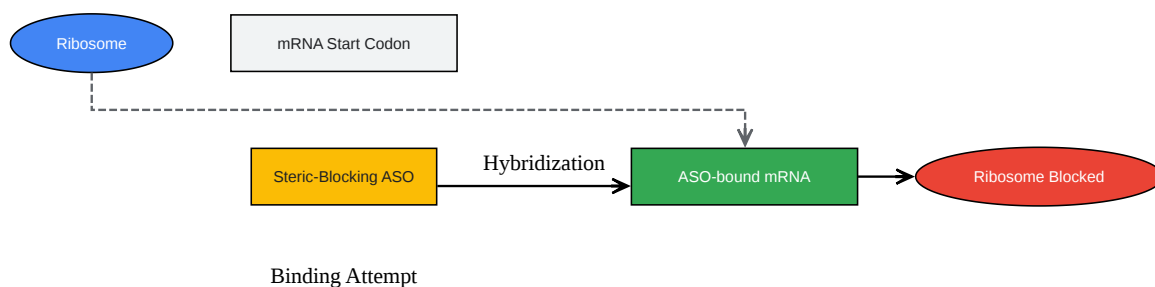 Ribosome
mRNA Start Codon
Hybridization
Steric-Blocking ASO
ASO-bound mRNA
Ribosome Blocked
Binding Attempt